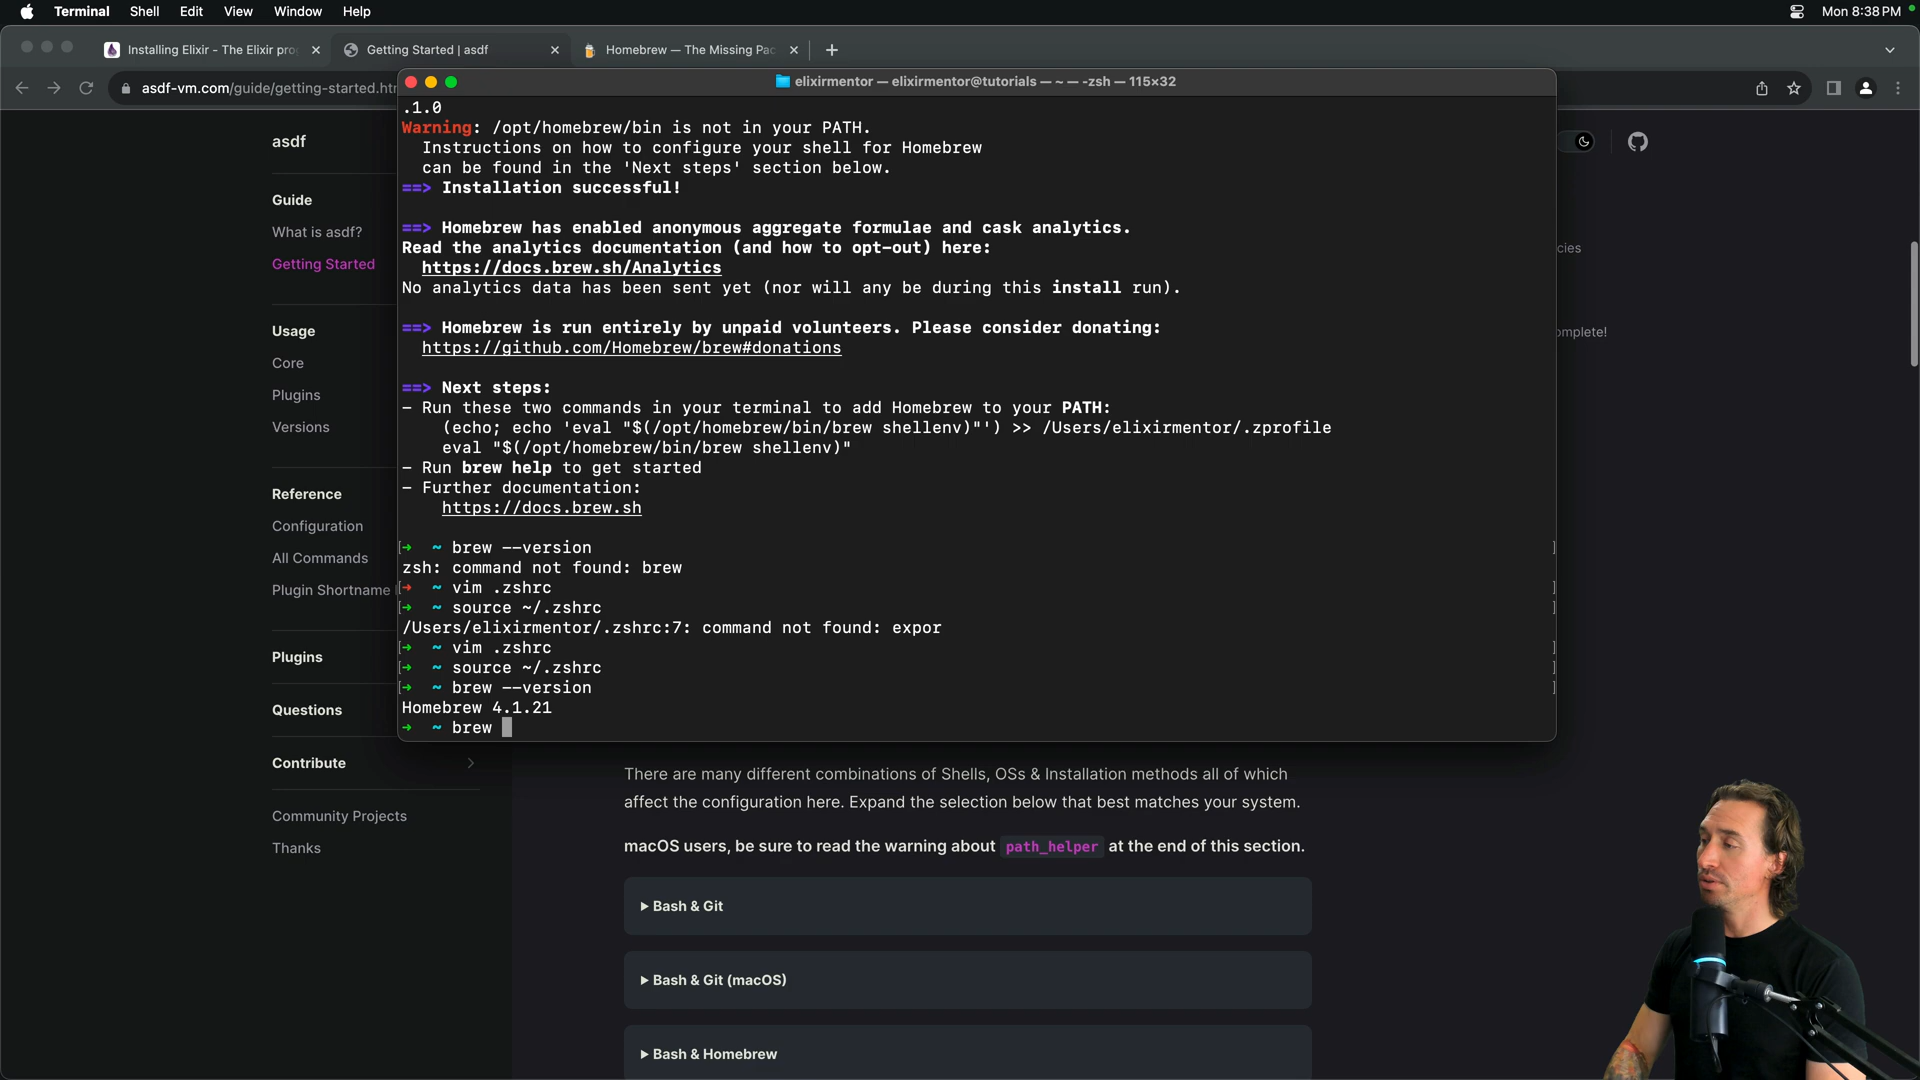 Terminal Shell Edit View Window Help Mon 8:38 PM
Installing Elixir - The Elixir pro
Getting Started | asdf
Homebrew — The Missing Pac
asdf-vm.com/guide/getting-started.htm
elixirmentor — elixirmentor@tutorials — ~ — -zsh — 115×32
.1.0
Warning: /opt/homebrew/bin is not in your PATH.
Instructions on how to configure your shell for Homebrew
can be found in the 'Next steps' section below.
==> Installation successful!
==> Homebrew has enabled anonymous aggregate formulae and cask analytics.
Read the analytics documentation (and how to opt-out) here:
https://docs.brew.sh/Analytics
No analytics data has been sent yet (nor will any be during this install run).
==> Homebrew is run entirely by unpaid volunteers. Please consider donating:
https://github.com/Homebrew/brew#donations
==> Next steps:
- Run these two commands in your terminal to add Homebrew to your PATH:
(echo; echo 'eval "$(/opt/homebrew/bin/brew shellenv)"') >> /Users/elixirmentor/.zprofile
eval "$(/opt/homebrew/bin/brew shellenv)"
- Run brew help to get started
- Further documentation:
https://docs.brew.sh
[➜ ~ brew --version ]
zsh: command not found: brew
[➜ ~ vim .zshrc ]
[➜ ~ source ~/.zshrc ]
/Users/elixirmentor/.zshrc:7: command not found: expor
[➜ ~ vim .zshrc ]
[➜ ~ source ~/.zshrc ]
[➜ ~ brew --version ]
Homebrew 4.1.21
➜ ~ brew
asdf
Guide
What is asdf?
Getting Started
Usage
Core
Plugins
Versions
Reference
Configuration
All Commands
Plugin Shortname
Plugins
Questions
Contribute
Community Projects
Thanks
cies
omplete!
There are many different combinations of Shells, OSs & Installation methods all of which
affect the configuration here. Expand the selection below that best matches your system.
macOS users, be sure to read the warning about path_helper at the end of this section.
Bash & Git
Bash & Git (macOS)
Bash & Homebrew